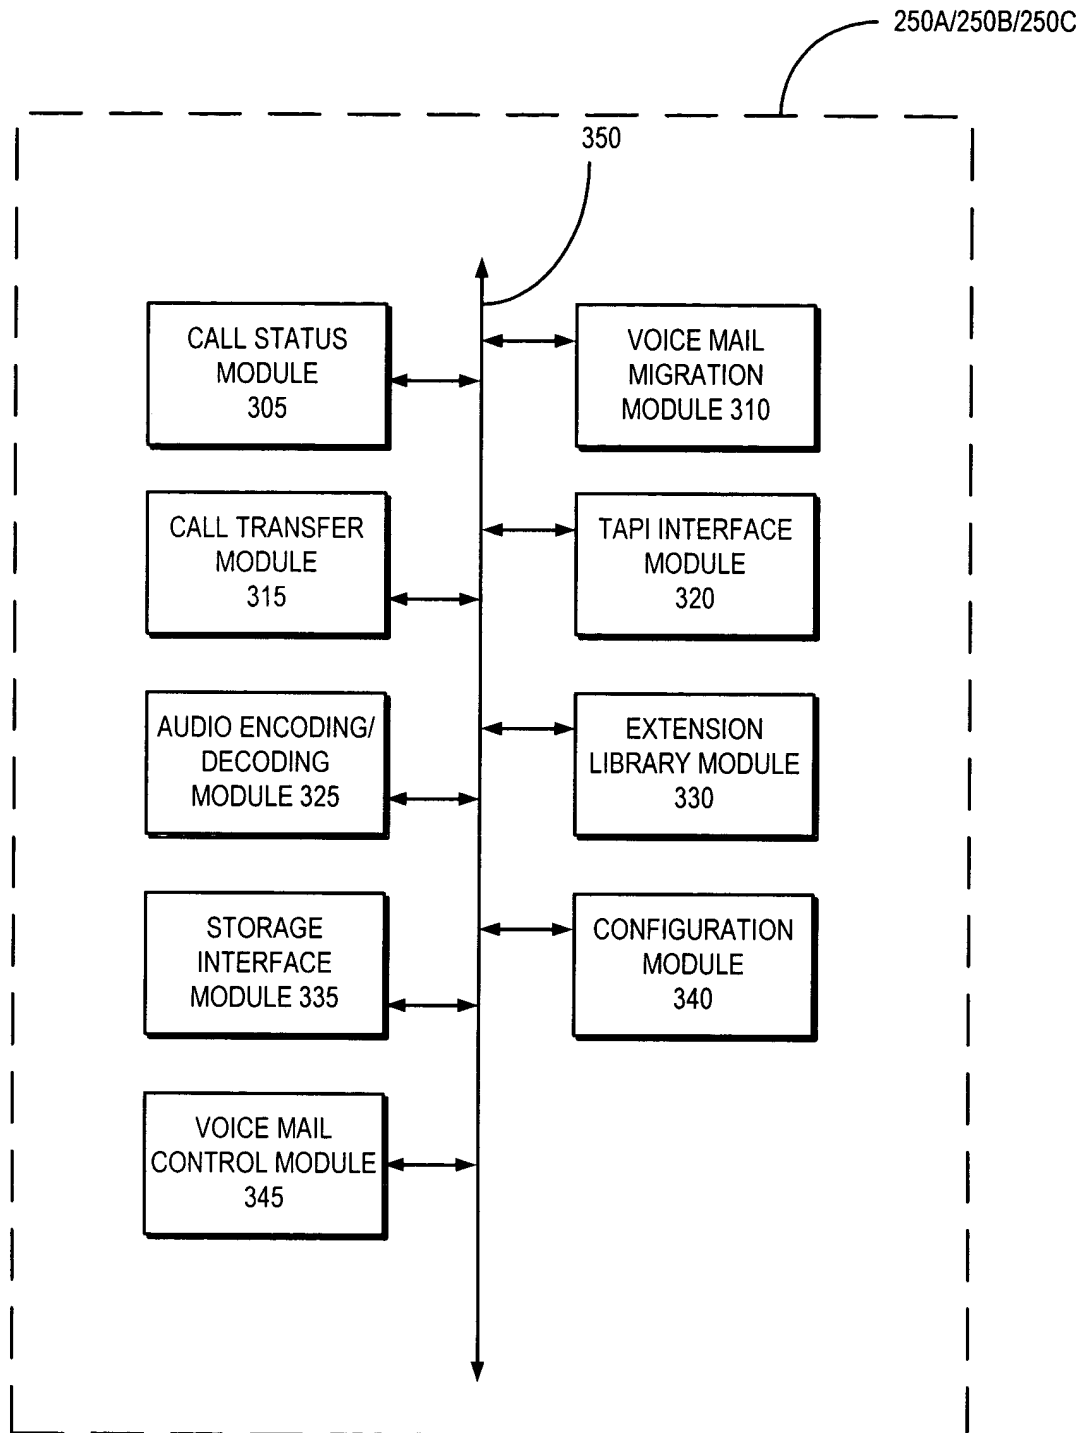 250A/250B/250C
350
CALL STATUS
MODULE
305
VOICE MAIL
MIGRATION
MODULE 310
CALL TRANSFER
MODULE
315
TAPI INTERFACE
MODULE
320
AUDIO ENCODING/
DECODING
MODULE 325
EXTENSION
LIBRARY MODULE
330
STORAGE
INTERFACE
MODULE 335
CONFIGURATION
MODULE
340
VOICE MAIL
CONTROL MODULE
345